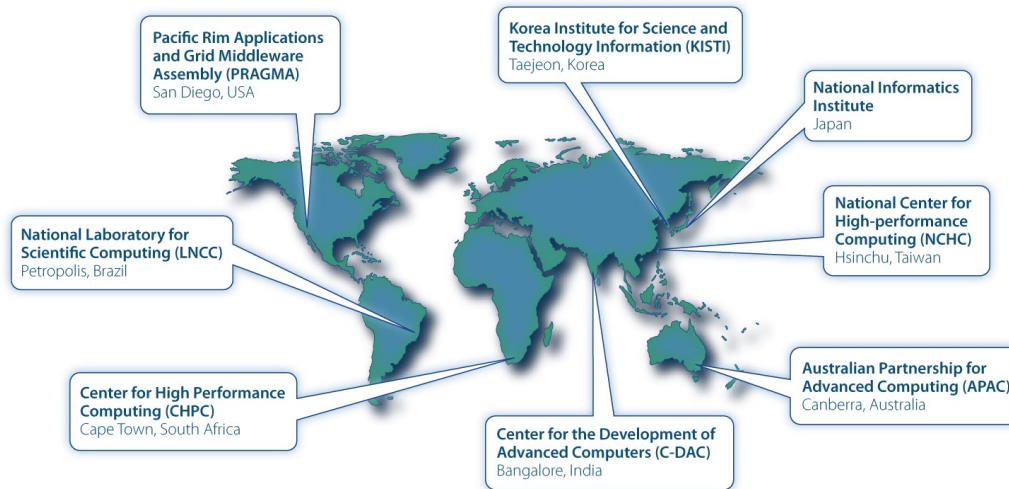 Pacific Rim Applications
and Grid Middleware
Assembly (PRAGMA)
San Diego, USA
Korea Institute for Science and
Technology Information (KISTI)
Taejeon, Korea
National Informatics
Institute
Japan
National Laboratory for
Scientific Computing (LNCC)
Petropolis, Brazil
National Center for
High-performance
Computing (NCHC)
Hsinchu, Taiwan
Center for High Performance
Computing (CHPC)
Cape Town, South Africa
Center for the Development of
Advanced Computers (C-DAC)
Bangalore, India
Australian Partnership for
Advanced Computing (APAC)
Canberra, Australia